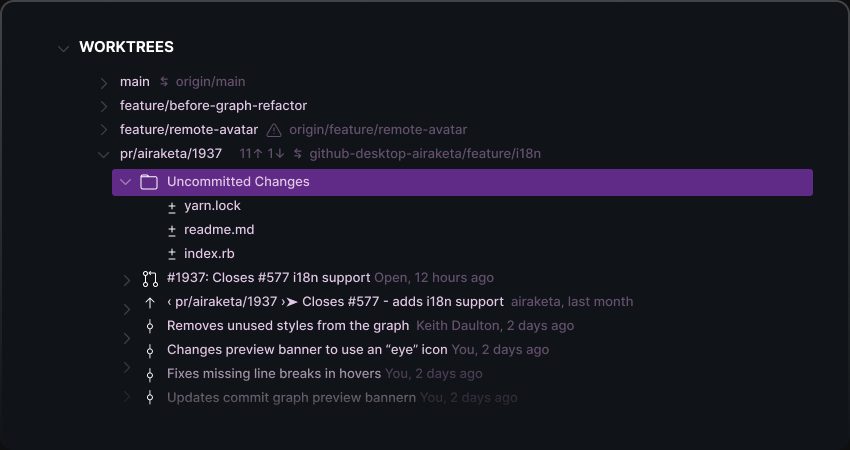 WORKTREES
main origin/main
feature/before-graph-refactor
feature/remote-avatar origin/feature/remote-avatar
pr/airaketa/1937 11↑ 1↓ github-desktop-airaketa/feature/i18n
Uncommitted Changes
yarn.lock
readme.md
index.rb
#1937: Closes #577 i18n support Open, 12 hours ago
‹ pr/airaketa/1937 ›➤ Closes #577 - adds i18n support airaketa, last month
Removes unused styles from the graph Keith Daulton, 2 days ago
Changes preview banner to use an “eye” icon You, 2 days ago
Fixes missing line breaks in hovers You, 2 days ago
Updates commit graph preview bannern You, 2 days ago